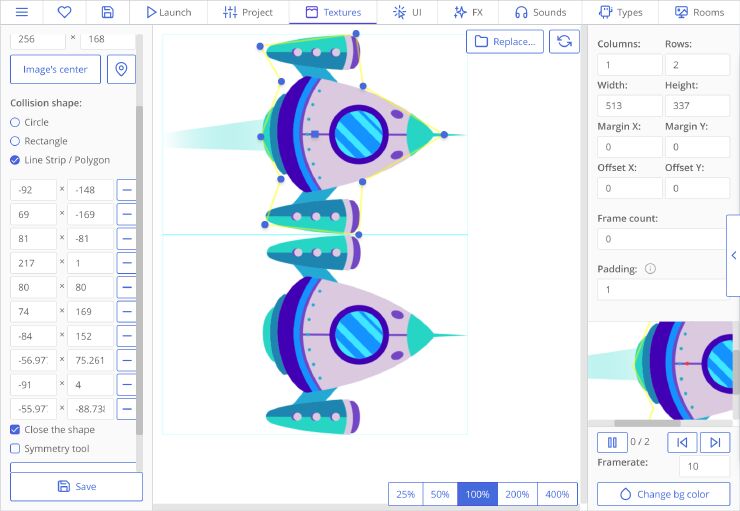 Launch Project Textures UI FX Sounds Types Rooms
256 × 168
Image's center
Collision shape:
Circle
Rectangle
Line Strip / Polygon
-92 × -148
69 × -169
81 × -81
217 × 1
80 × 80
74 × 169
-84 × 152
-56.97 × 75.261
-91 × 4
-55.97 × -88.738
Close the shape
Symmetry tool
Save
Replace...
25% 50% 100% 200% 400%
Columns: Rows:
1 2
Width: Height:
513 337
Margin X: Margin Y:
0 0
Offset X: Offset Y:
0 0
Frame count:
0
Padding:
1
0 / 2
Framerate: 10
Change bg color